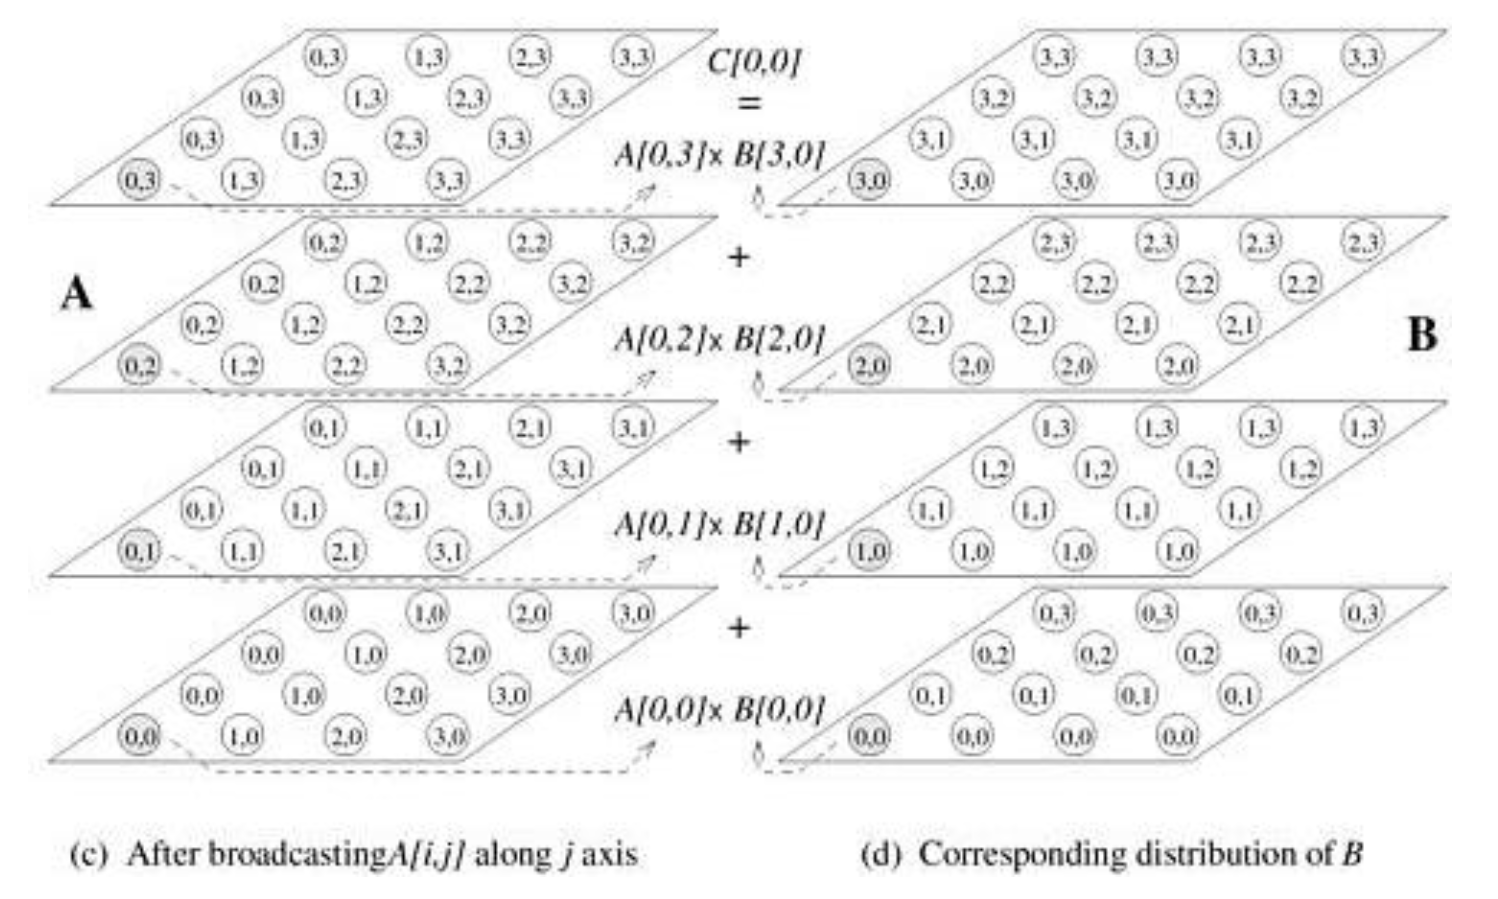 0,3 1,3 2,3 3,3 C[0,0] 3,3 3,3 3,3 3,3
0,3 1,3 2,3 3,3 = 3,2 3,2 3,2 3,2
0,3 1,3 2,3 3,3 A[0,3]x B[3,0] 3,1 3,1 3,1 3,1
0,3 1,3 2,3 3,3 3,0 3,0 3,0 3,0
0,2 1,2 2,2 3,2 + 2,3 2,3 2,3 2,3
A 0,2 1,2 2,2 3,2 2,2 2,2 2,2 2,2
0,2 1,2 2,2 3,2 A[0,2]x B[2,0] 2,1 2,1 2,1 2,1 B
0,2 1,2 2,2 3,2 2,0 2,0 2,0 2,0
0,1 1,1 2,1 3,1 + 1,3 1,3 1,3 1,3
0,1 1,1 2,1 3,1 1,2 1,2 1,2 1,2
0,1 1,1 2,1 3,1 A[0,1]x B[1,0] 1,1 1,1 1,1 1,1
0,1 1,1 2,1 3,1 1,0 1,0 1,0 1,0
0,0 1,0 2,0 3,0 + 0,3 0,3 0,3 0,3
0,0 1,0 2,0 3,0 0,2 0,2 0,2 0,2
0,0 1,0 2,0 3,0 A[0,0]x B[0,0] 0,1 0,1 0,1 0,1
0,0 1,0 2,0 3,0 0,0 0,0 0,0 0,0
(c) After broadcastingA[i,j] along j axis
(d) Corresponding distribution of B